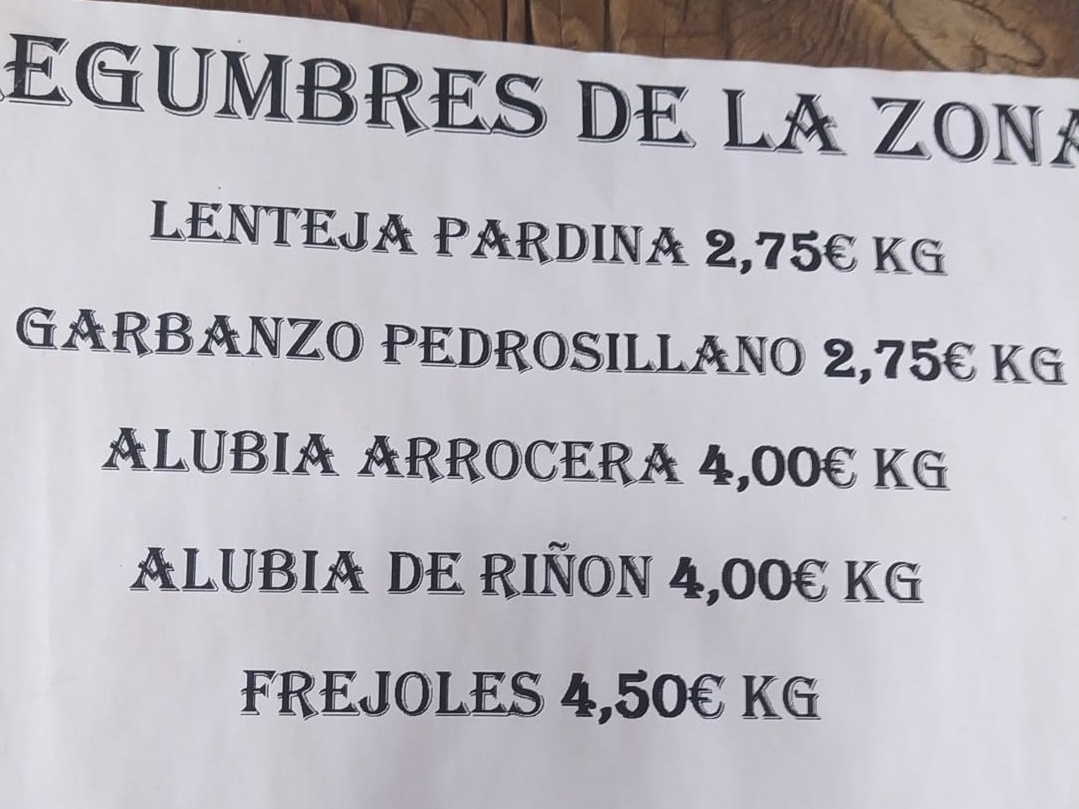 LEGUMBRES DE LA ZONA
LENTEJA PARDINA 2,75€ KG
GARBANZO PEDROSILLANO 2,75€ KG
ALUBIA ARROCERA 4,00€ KG
ALUBIA DE RIÑON 4,00€ KG
FREJOLES 4,50€ KG